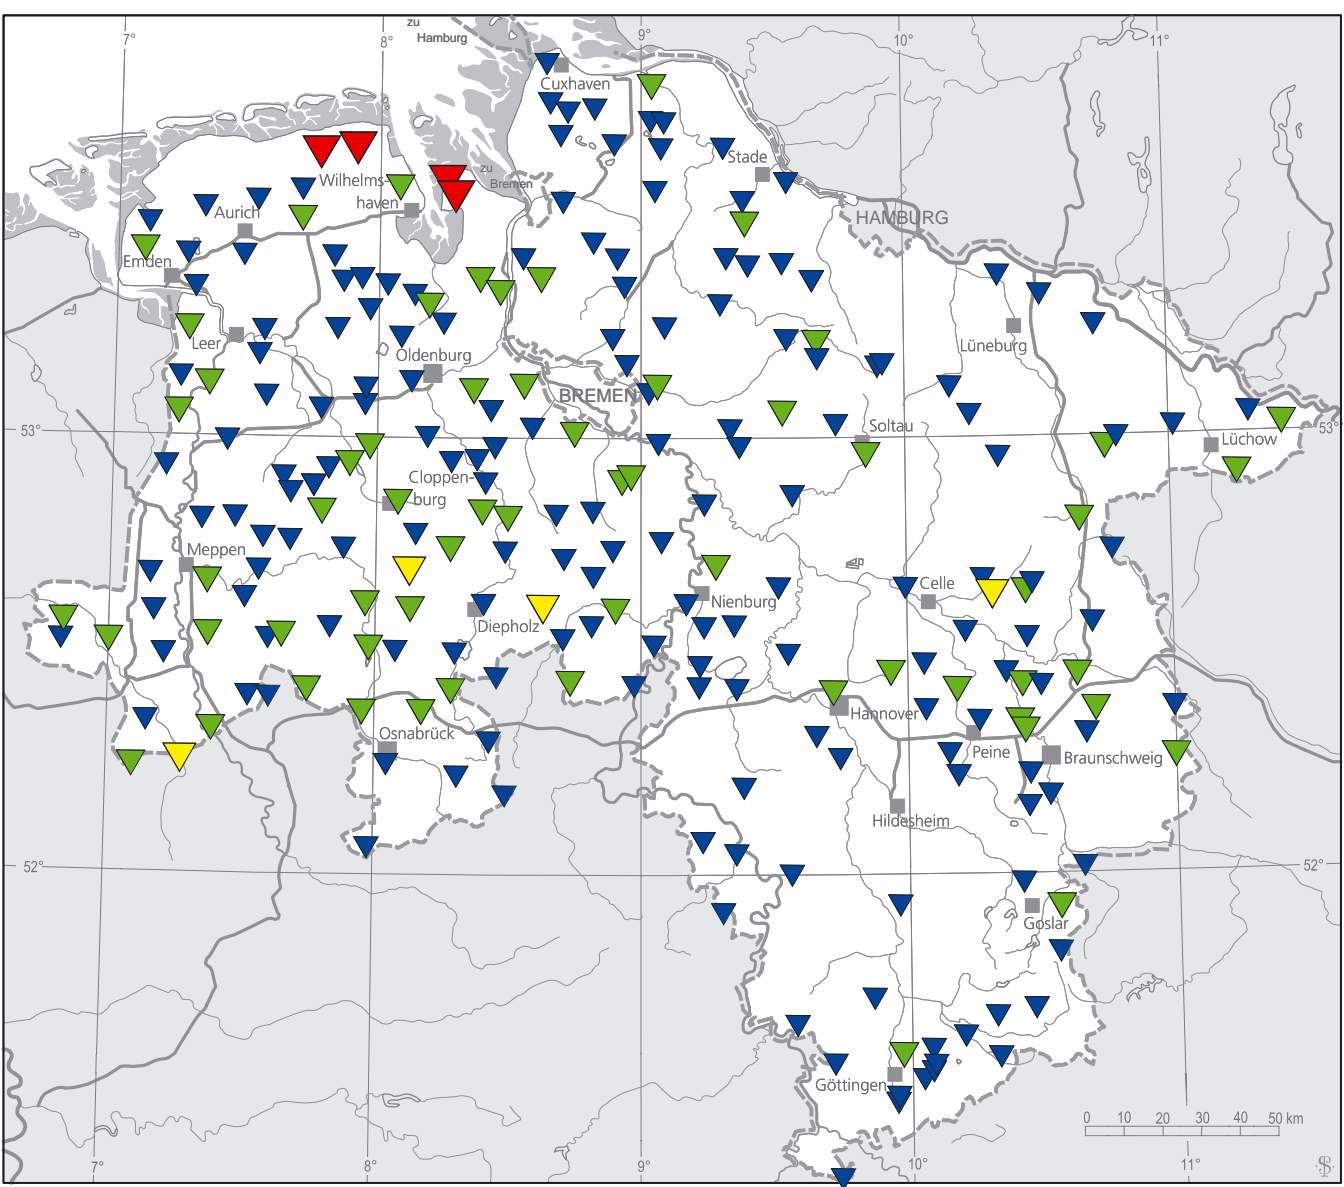 zu
Hamburg
7°
8°
9°
10°
11°
Cuxhaven
Stade
zu
Bremen
Wilhelms-
haven
Aurich
HAMBURG
Emden
Leer
Lüneburg
Oldenburg
BREMEN
53°
53°
Soltau
Lüchow
Cloppen-
burg
Meppen
Celle
Nienburg
Diepholz
Hannover
Osnabrück
Peine
Braunschweig
Hildesheim
52°
52°
Goslar
Göttingen
0 10 20 30 40 50 km
7°
8°
9°
10°
11°